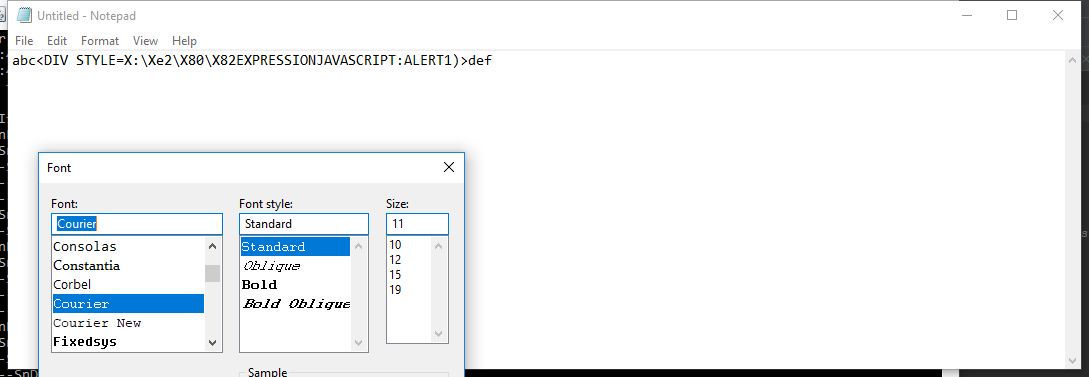 Untitled - Notepad
File Edit Format View Help
abc<DIV STYLE=X:\Xe2\X80\X82EXPRESSIONJAVASCRIPT:ALERT1)>def
Font
Font: Font style: Size:
Courier Standard 11
Consolas Standard 10
Constantia Oblique 12
Corbel Bold 15
Courier Bold Oblique 19
Courier New
Fixedsys
Sample